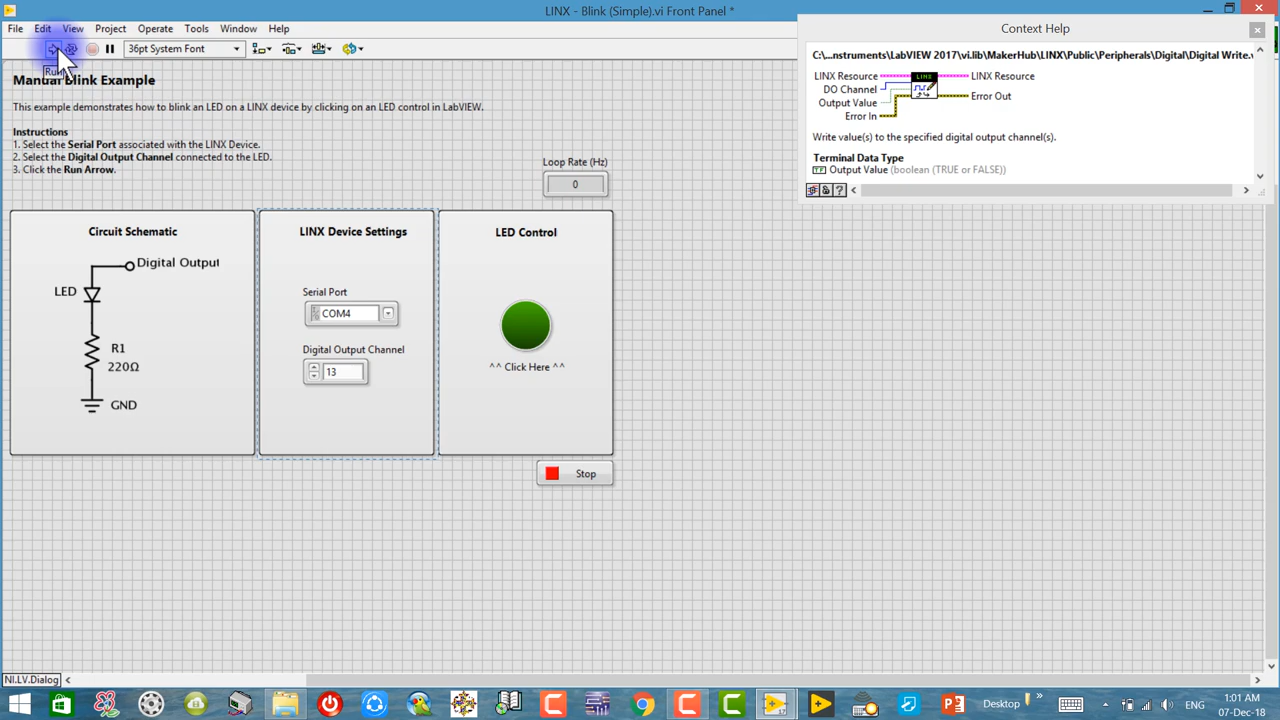 LINX - Blink (Simple).vi Front Panel *
File Edit View Project Operate Tools Window Help
36pt System Font
Context Help
C:\...nstruments\LabVIEW 2017\vi.lib\MakerHub\LINX\Public\Peripherals\Digital\Digital Write.v
LINX Resource
DO Channel
Output Value
Error In
LINX
LINX Resource
Error Out
Write value(s) to the specified digital output channel(s).
Terminal Data Type
TF Output Value (boolean (TRUE or FALSE))
Manual Blink Example
This example demonstrates how to blink an LED on a LINX device by clicking on an LED control in LabVIEW.
Instructions
1. Select the Serial Port associated with the LINX Device.
2. Select the Digital Output Channel connected to the LED.
3. Click the Run Arrow.
Loop Rate (Hz)
0
Circuit Schematic
Digital Output
LED
R1
220Ω
GND
LINX Device Settings
Serial Port
COM4
Digital Output Channel
13
LED Control
^^ Click Here ^^
Stop
NI.LV.Dialog
Desktop
ENG
1:01 AM
07-Dec-18